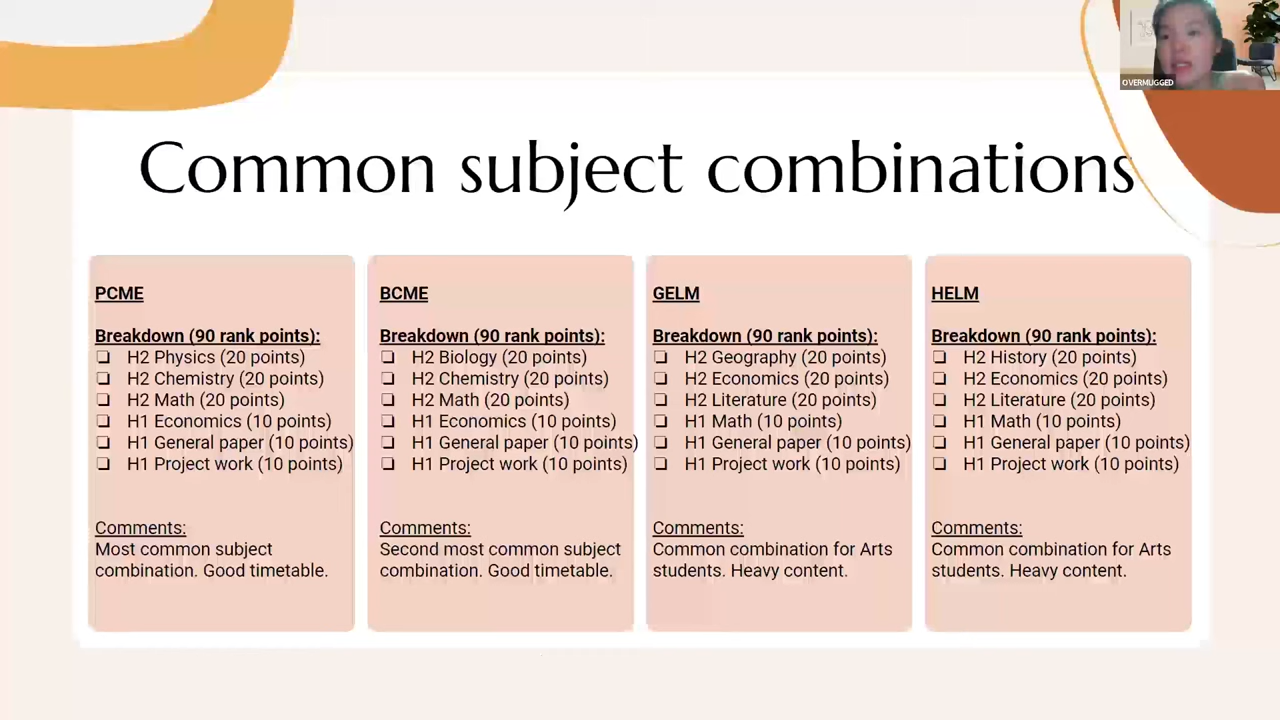 OVERMUGGED
Common subject combinations
PCME
Breakdown (90 rank points):
❏ H2 Physics (20 points)
❏ H2 Chemistry (20 points)
❏ H2 Math (20 points)
❏ H1 Economics (10 points)
❏ H1 General paper (10 points)
❏ H1 Project work (10 points)
Comments:
Most common subject
combination. Good timetable.
BCME
Breakdown (90 rank points):
❏ H2 Biology (20 points)
❏ H2 Chemistry (20 points)
❏ H2 Math (20 points)
❏ H1 Economics (10 points)
❏ H1 General paper (10 points)
❏ H1 Project work (10 points)
Comments:
Second most common subject
combination. Good timetable.
GELM
Breakdown (90 rank points):
❏ H2 Geography (20 points)
❏ H2 Economics (20 points)
❏ H2 Literature (20 points)
❏ H1 Math (10 points)
❏ H1 General paper (10 points)
❏ H1 Project work (10 points)
Comments:
Common combination for Arts
students. Heavy content.
HELM
Breakdown (90 rank points):
❏ H2 History (20 points)
❏ H2 Economics (20 points)
❏ H2 Literature (20 points)
❏ H1 Math (10 points)
❏ H1 General paper (10 points)
❏ H1 Project work (10 points)
Comments:
Common combination for Arts
students. Heavy content.